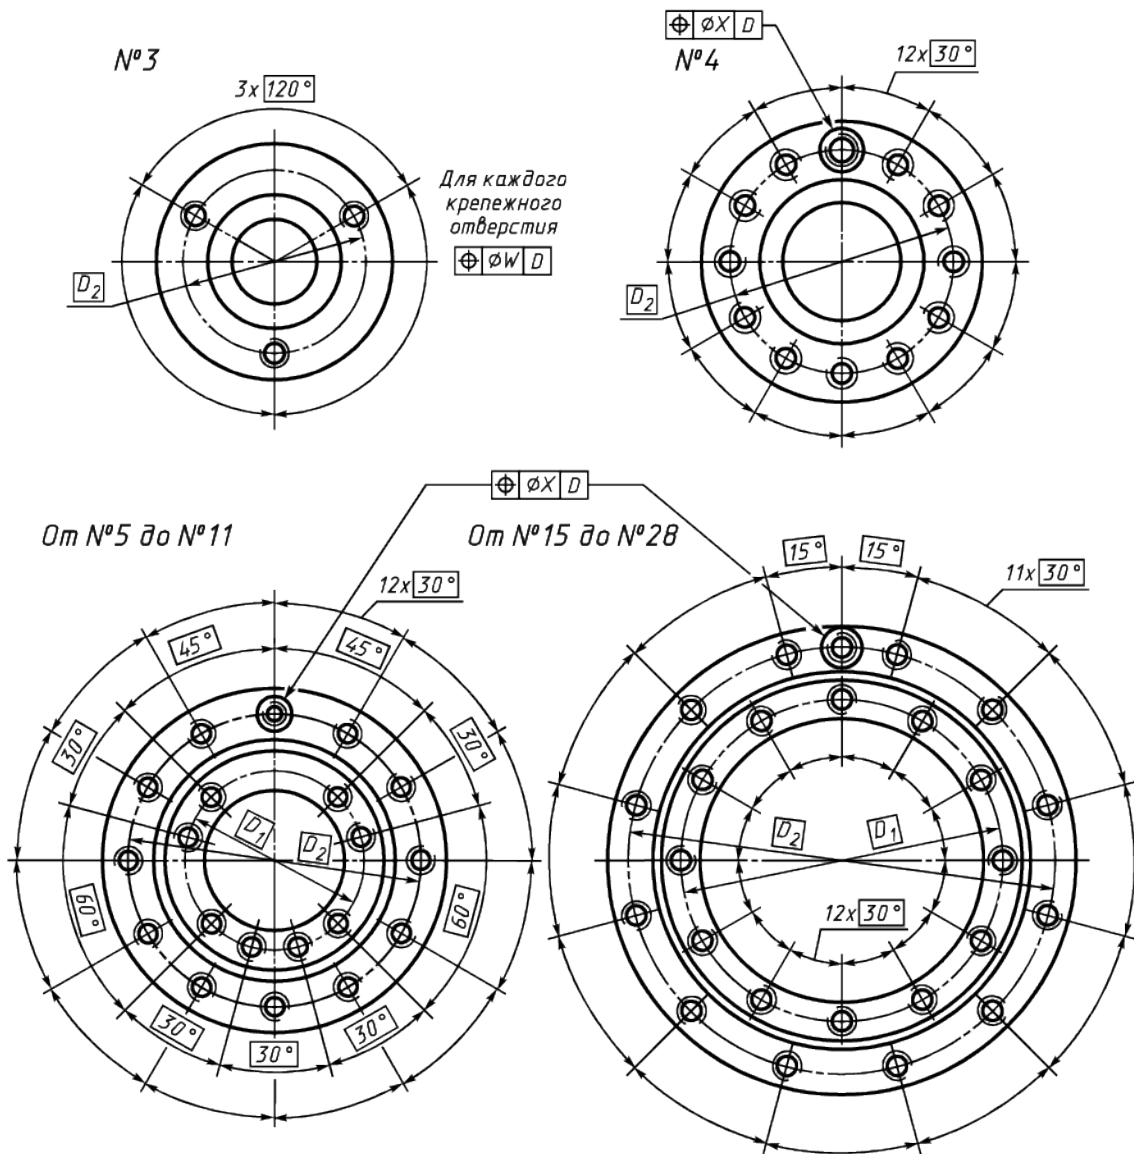 №3
3x 120°
D₂
Для каждого
крепежного
отверстия
⌖ ⌀W D
⌖ ⌀X D
№4
12x 30°
D₂
⌖ ⌀X D
От №5 до №11
12x 30°
45°
45°
30°
30°
D₁
D₂
60°
60°
30°
30°
30°
От №15 до №28
15°
15°
11x 30°
D₂
D₁
12x 30°